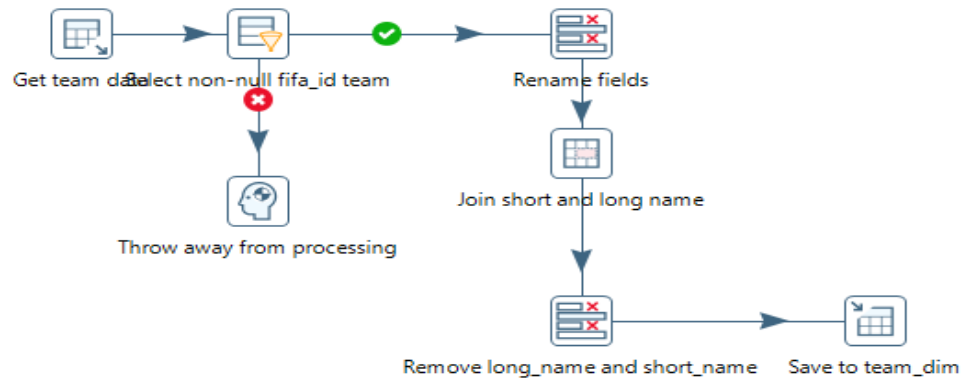 Get team data
Select non-null fifa_id team
Rename fields
Join short and long name
Throw away from processing
Remove long_name and short_name
Save to team_dim